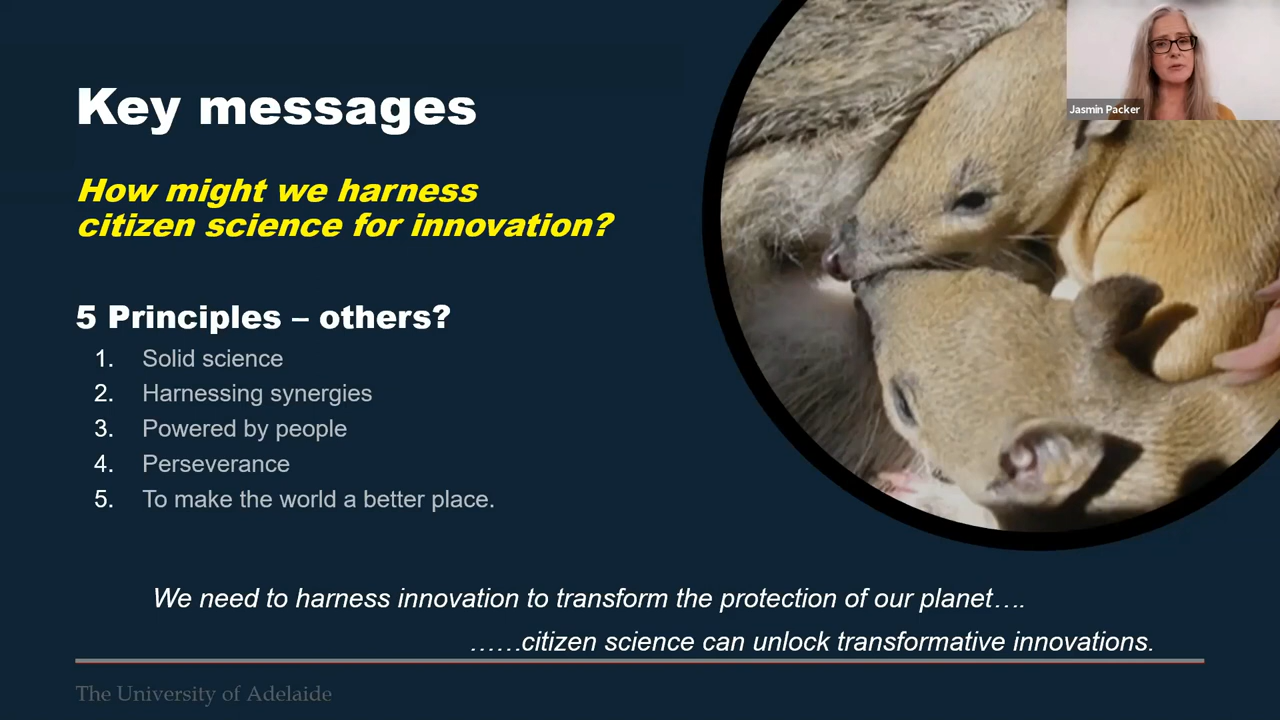 Jasmin Packer
Key messages
How might we harness
citizen science for innovation?
5 Principles – others?
1. Solid science
2. Harnessing synergies
3. Powered by people
4. Perseverance
5. To make the world a better place.
We need to harness innovation to transform the protection of our planet….
……citizen science can unlock transformative innovations.
The University of Adelaide